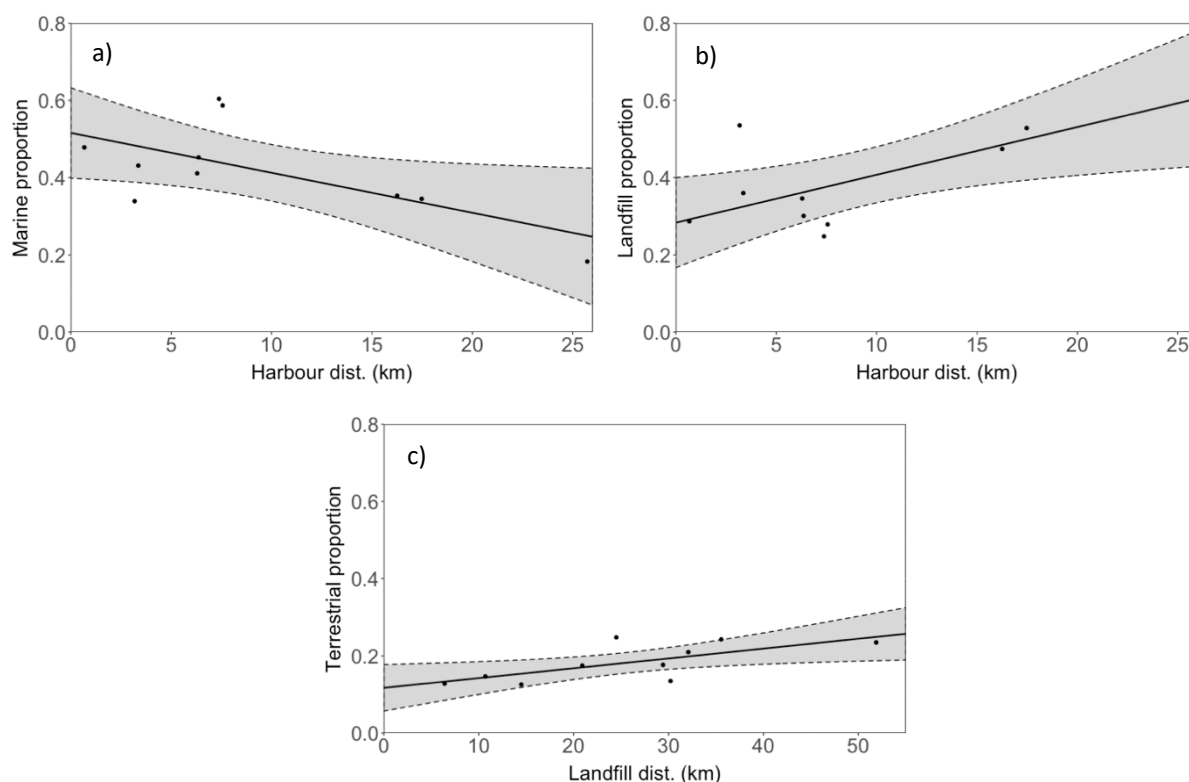 a)
0.8
0.6
0.4
0.2
0.0
Marine proportion
0 5 10 15 20 25
Harbour dist. (km)
b)
0.8
0.6
0.4
0.2
0.0
Landfill proportion
0 5 10 15 20 25
Harbour dist. (km)
c)
0.8
0.6
0.4
0.2
0.0
Terrestrial proportion
0 10 20 30 40 50
Landfill dist. (km)